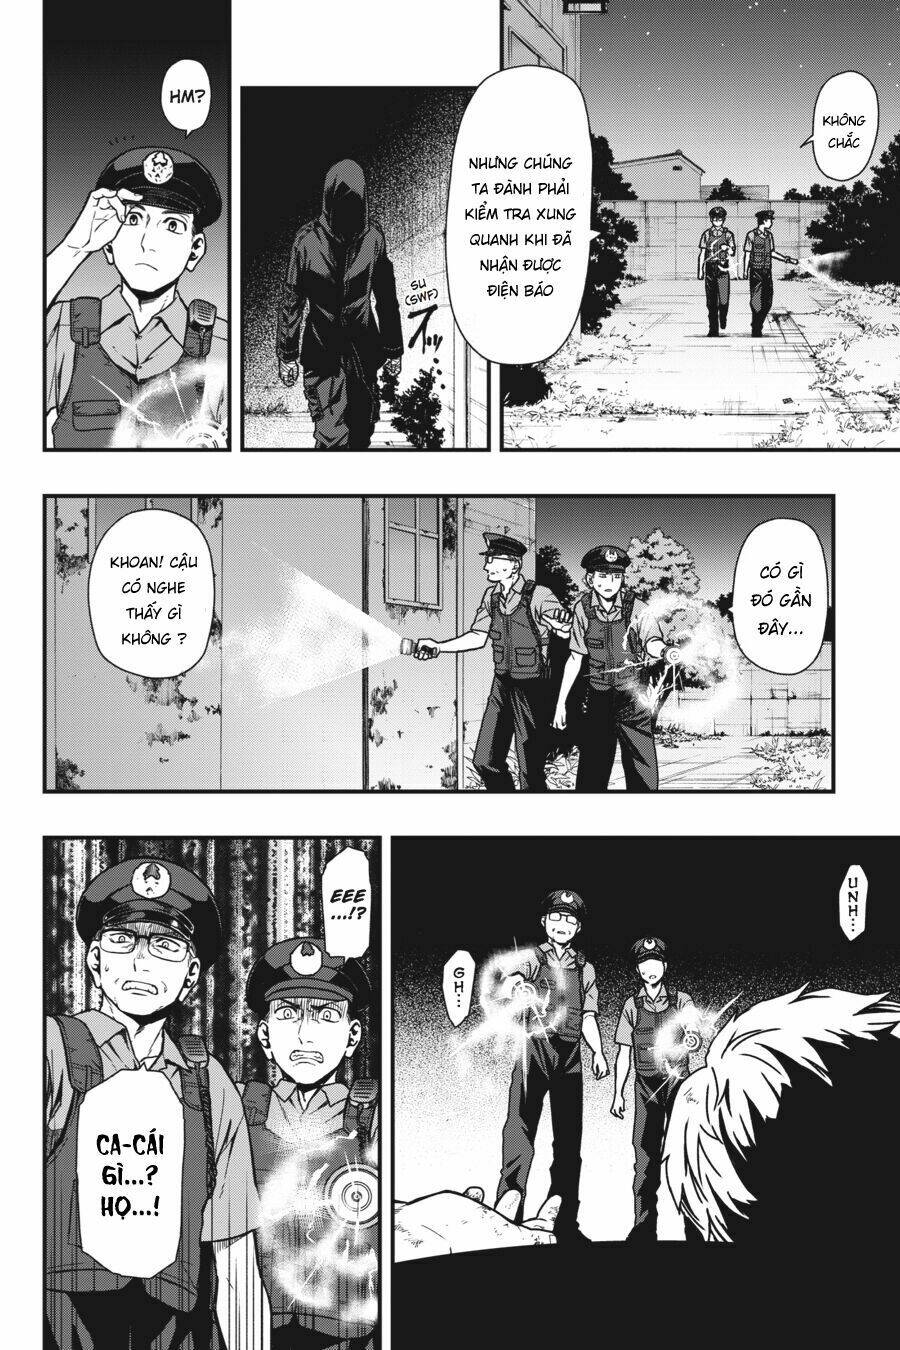 KHÔNG
CHẮC
NHƯNG CHÚNG
TA ĐÀNH PHẢI
KIỂM TRA XUNG
QUANH KHI ĐÃ
NHẬN ĐƯỢC
ĐIỆN BÁO
SU
(SWF)
スッ…
HM?
CÓ GÌ
ĐÓ GẦN
ĐÂY...
KHOAN! CẬU
CÓ NGHE
THẤY GÌ
KHÔNG ?
UNH...
GH...
EEE
...!?
CA-CÁI
GÌ...?
HỌ...!